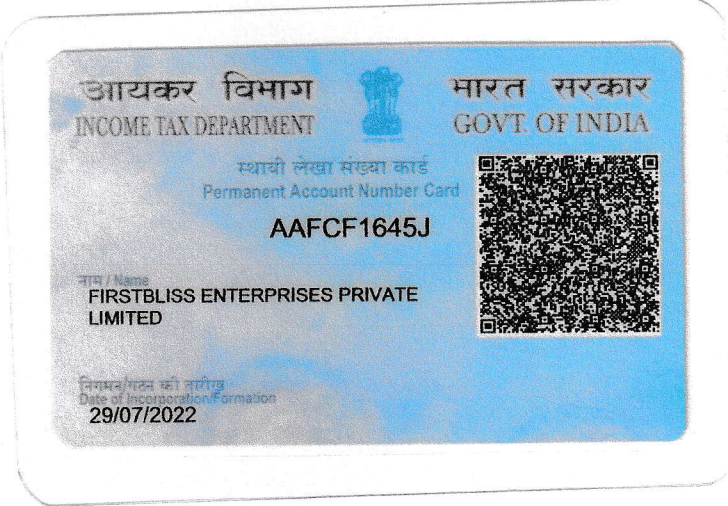 आयकर विभाग
INCOME TAX DEPARTMENT
भारत सरकार
GOVT. OF INDIA
स्थायी लेखा संख्या कार्ड
Permanent Account Number Card
AAFCF1645J
नाम / Name
FIRSTBLISS ENTERPRISES PRIVATE
LIMITED
निगमन/गठन की तारीख
Date of Incorporation/Formation
29/07/2022